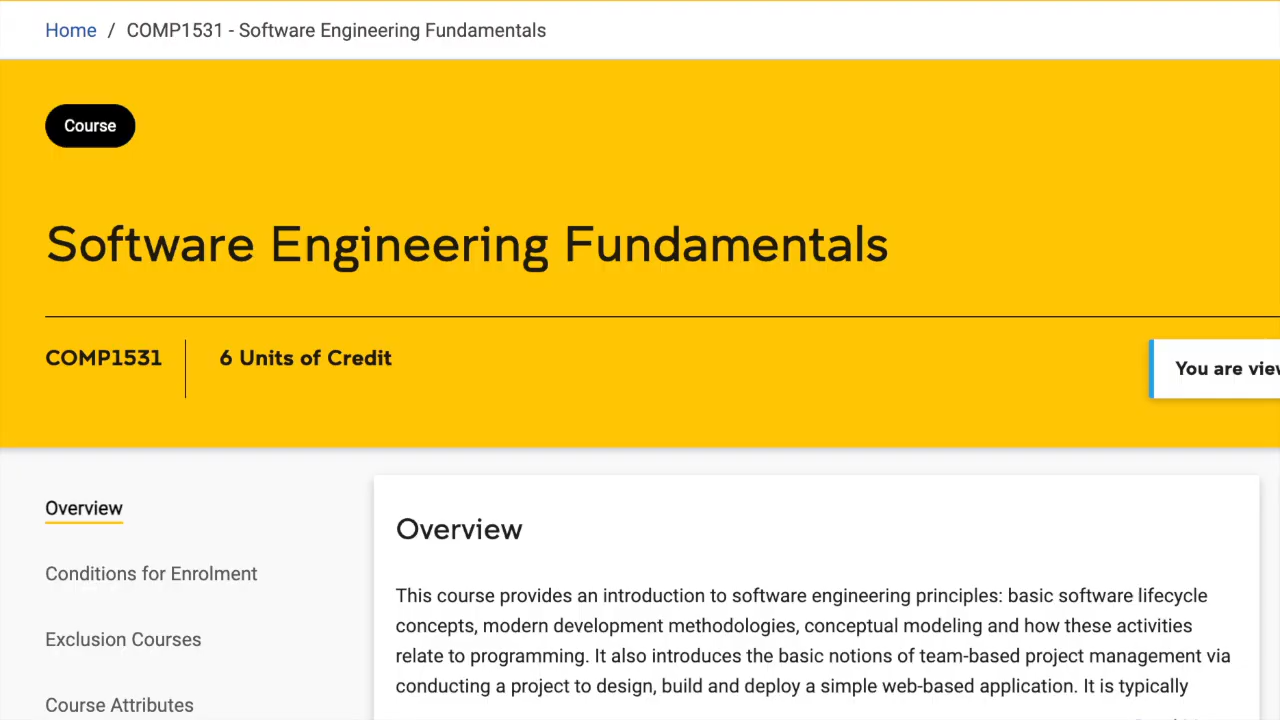 Home / COMP1531 - Software Engineering Fundamentals
Course
Software Engineering Fundamentals
COMP1531
6 Units of Credit
You are
Overview
Conditions for Enrolment
Exclusion Courses
Course Attributes
Overview
This course provides an introduction to software engineering principles: basic software lifecycle
concepts, modern development methodologies, conceptual modeling and how these activities
relate to programming. It also introduces the basic notions of team-based project management via
conducting a project to design, build and deploy a simple web-based application. It is typically